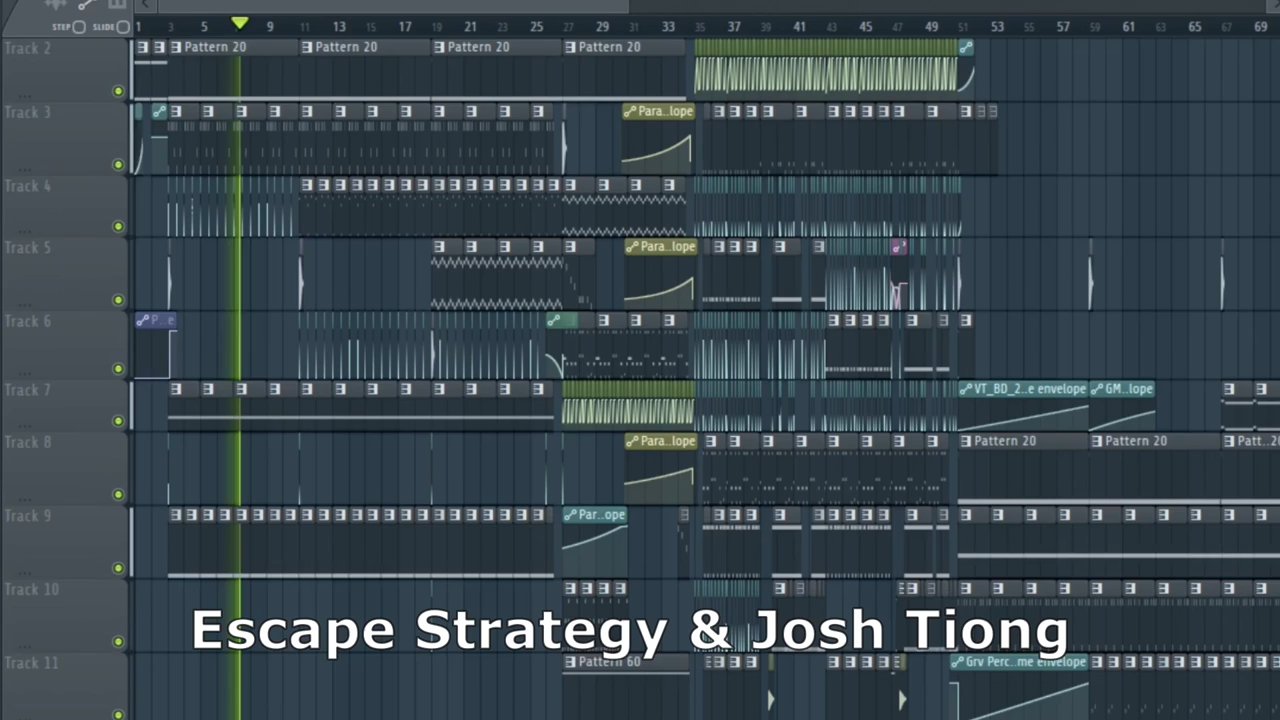 STEP SLIDE 1 3 5 9 11 13 15 17 19 21 23 25 27 29 31 33 35 37 39 41 43 45 47 49 51 53 55 57 59 61 63 65 67 69
Track 2 Pattern 20 Pattern 20 Pattern 20 Pattern 20
Track 3 Para..lope
Track 4
Track 5 Para..lope
Track 6 P..e
Track 7 VT_BD_2..e envelope GM..lope
Track 8 Para..lope Pattern 20 Pattern 20 Patt..20
Track 9 Par..ope
Track 10
Escape Strategy & Josh Tiong
Track 11 Pattern 60 Grv Perc...me envelope